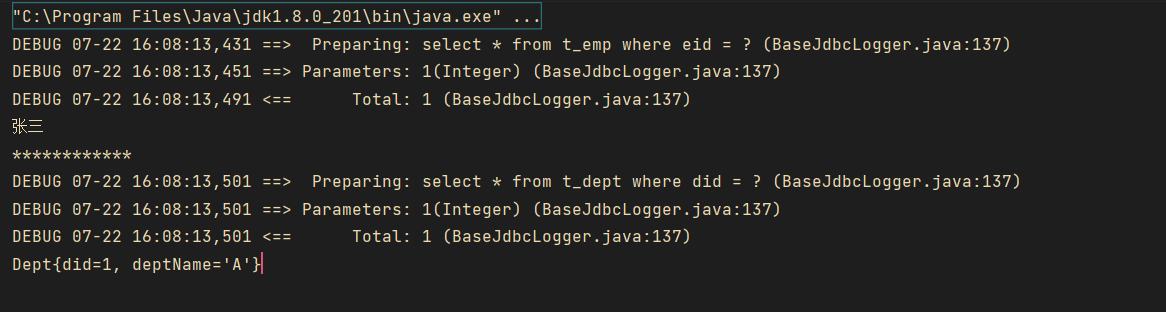 "C:\Program Files\Java\jdk1.8.0_201\bin\java.exe" ...
DEBUG 07-22 16:08:13,431 ==>  Preparing: select * from t_emp where eid = ? (BaseJdbcLogger.java:137)
DEBUG 07-22 16:08:13,451 ==> Parameters: 1(Integer) (BaseJdbcLogger.java:137)
DEBUG 07-22 16:08:13,491 <==      Total: 1 (BaseJdbcLogger.java:137)
张三
************
DEBUG 07-22 16:08:13,501 ==>  Preparing: select * from t_dept where did = ? (BaseJdbcLogger.java:137)
DEBUG 07-22 16:08:13,501 ==> Parameters: 1(Integer) (BaseJdbcLogger.java:137)
DEBUG 07-22 16:08:13,501 <==      Total: 1 (BaseJdbcLogger.java:137)
Dept{did=1, deptName='A'}